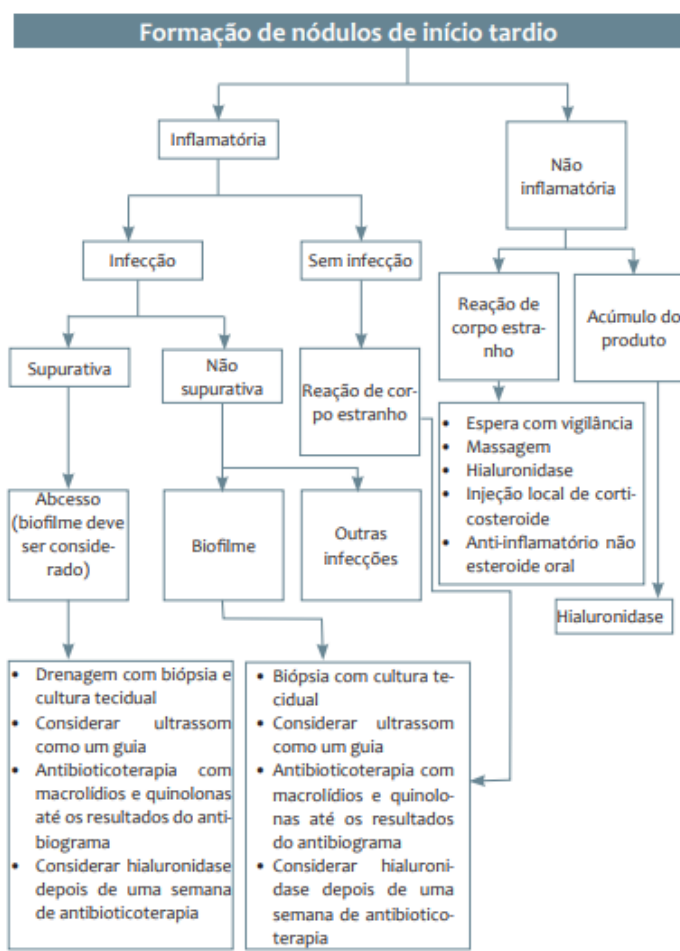 Formação de nódulos de início tardio
Inflamatória
Não
inflamatória
Infecção
Sem infecção
Reação de
corpo estra-
nho
Acúmulo do
produto
Supurativa
Não
supurativa
Reação de cor-
po estranho
• Espera com vigilância
• Massagem
• Hialuronidase
• Injeção local de corti-
costeroide
• Anti-inflamatório não
esteroide oral
Abcesso
(biofilme deve
ser conside-
rado)
Biofilme
Outras
infecções
Hialuronidase
• Drenagem com biópsia e
cultura tecidual
• Considerar ultrassom
como um guia
• Antibioticoterapia com
macrolídios e quinolonas
até os resultados do anti-
biograma
• Considerar hialuronidase
depois de uma semana
de antibioticoterapia
• Biópsia com cultura te-
cidual
• Considerar ultrassom
como um guia
• Antibioticoterapia com
macrolídios e quinolo-
nas até os resultados
do antibiograma
• Considerar hialuroni-
dase depois de uma
semana de antibiotico-
terapia